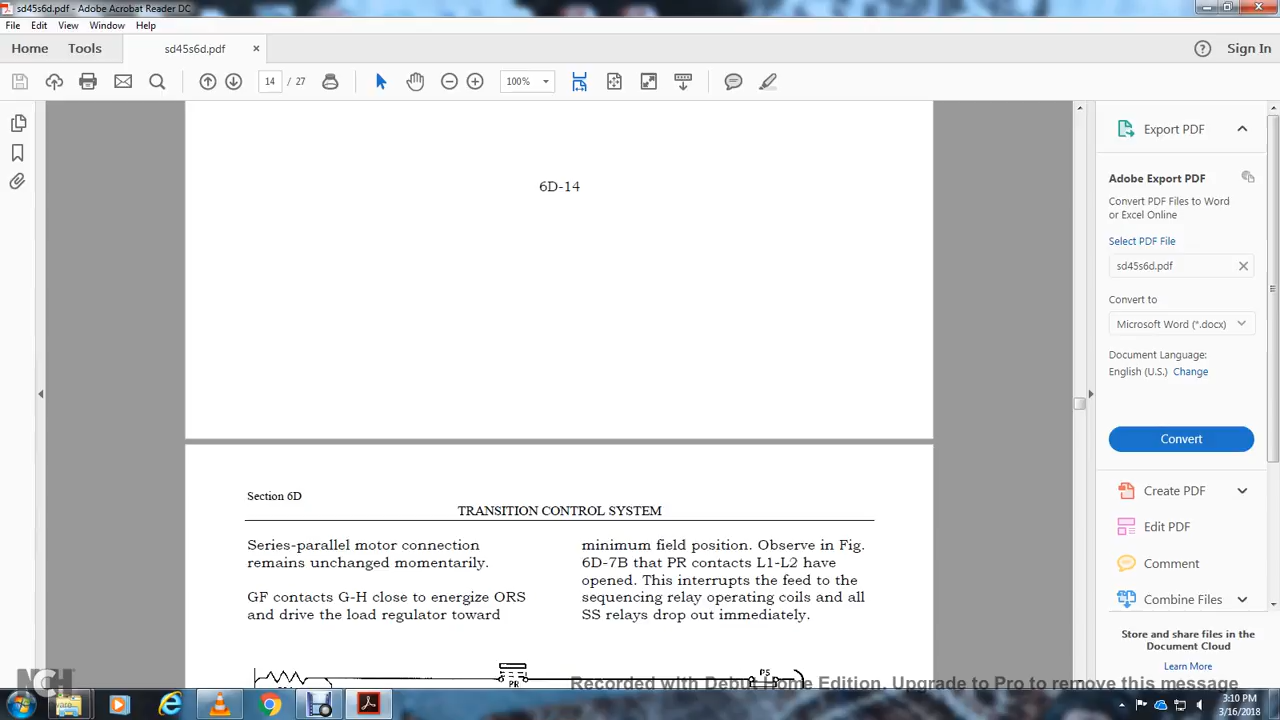 sd45s6d.pdf - Adobe Acrobat Reader DC
File Edit View Window Help
Home Tools sd45s6d.pdf × ? Sign In
14 / 27 100%
6D-14
Section 6D
TRANSITION CONTROL SYSTEM
Series-parallel motor connection
remains unchanged momentarily.
GF contacts G-H close to energize ORS
and drive the load regulator toward
minimum field position. Observe in Fig.
6D-7B that PR contacts L1-L2 have
opened. This interrupts the feed to the
sequencing relay operating coils and all
SS relays drop out immediately.
PR
PS
Export PDF
Adobe Export PDF
Convert PDF Files to Word
or Excel Online
Select PDF File
sd45s6d.pdf
Convert to
Microsoft Word (*.docx)
Document Language:
English (U.S.) Change
Convert
Create PDF
Edit PDF
Comment
Combine Files
Store and share files in the
Document Cloud
Learn More
NCH
Recorded with Debut Home Edition. Upgrade to Pro to remove this message
3:10 PM
3/16/2018